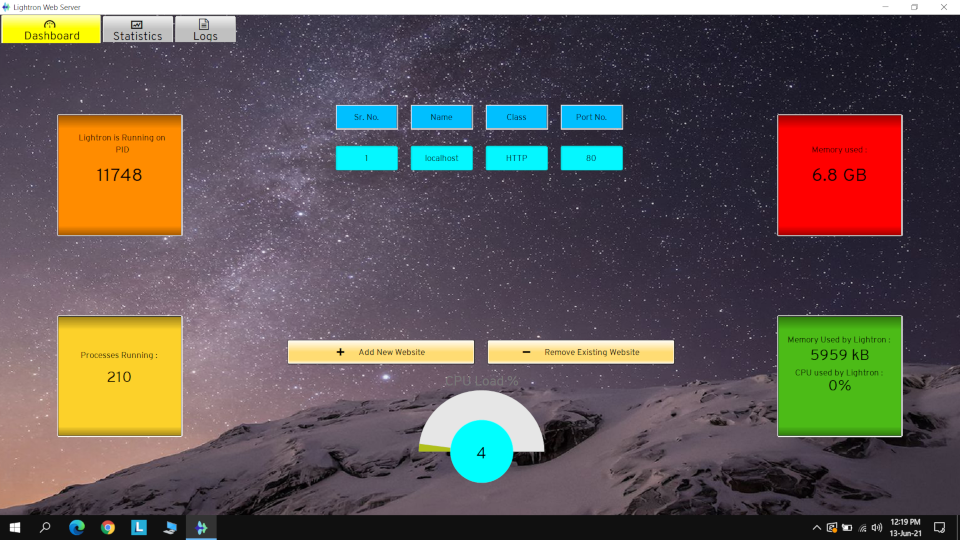 Lightron Web Server
Dashboard
Statistics
Logs
Sr. No.
Name
Class
Port No.
1
localhost
HTTP
80
Lightron is Running on
PID
11748
Memory used :
6.8 GB
Processes Running :
210
Add New Website
Remove Existing Website
CPU Load %
4
Memory Used by Lightron :
5959 kB
CPU used by Lightron :
0%
L
12:19 PM
13-Jun-21